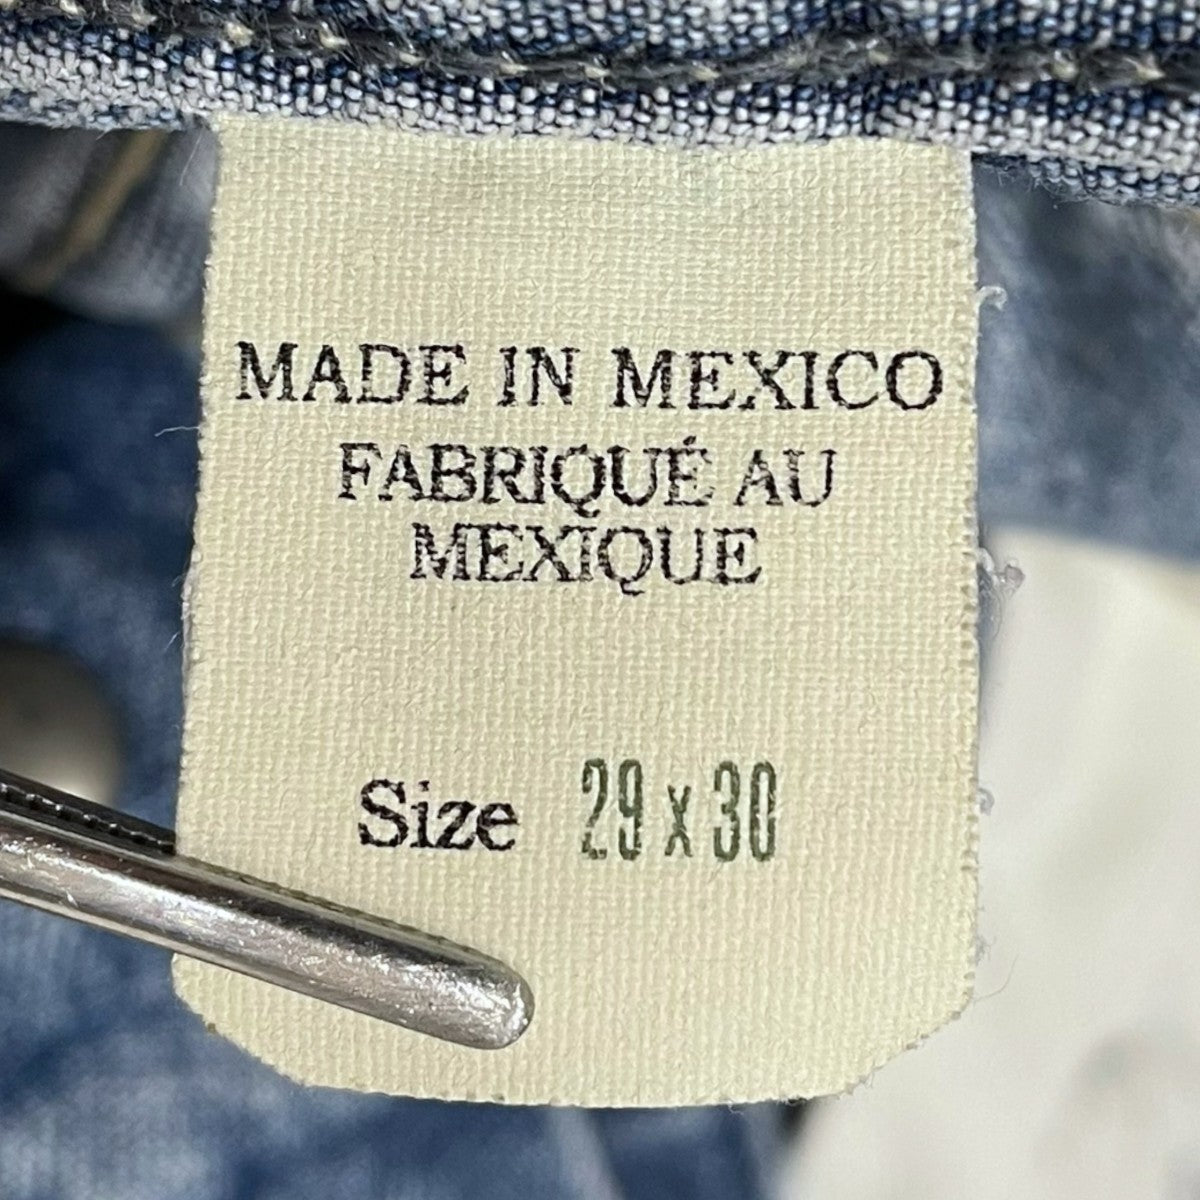 MADE IN MEXICO
FABRIQUÉ AU
MEXIQUE
Size 29 x 30